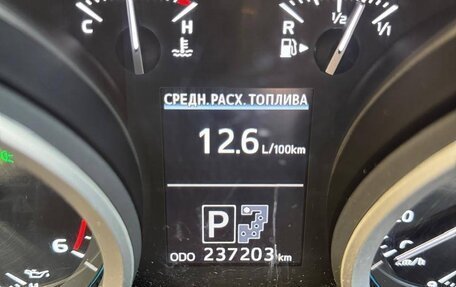 C H R 1/2 1/1
СРЕДН.РАСХ.ТОПЛИВА
12.6 L/100km
P
ODO 237203 km
6